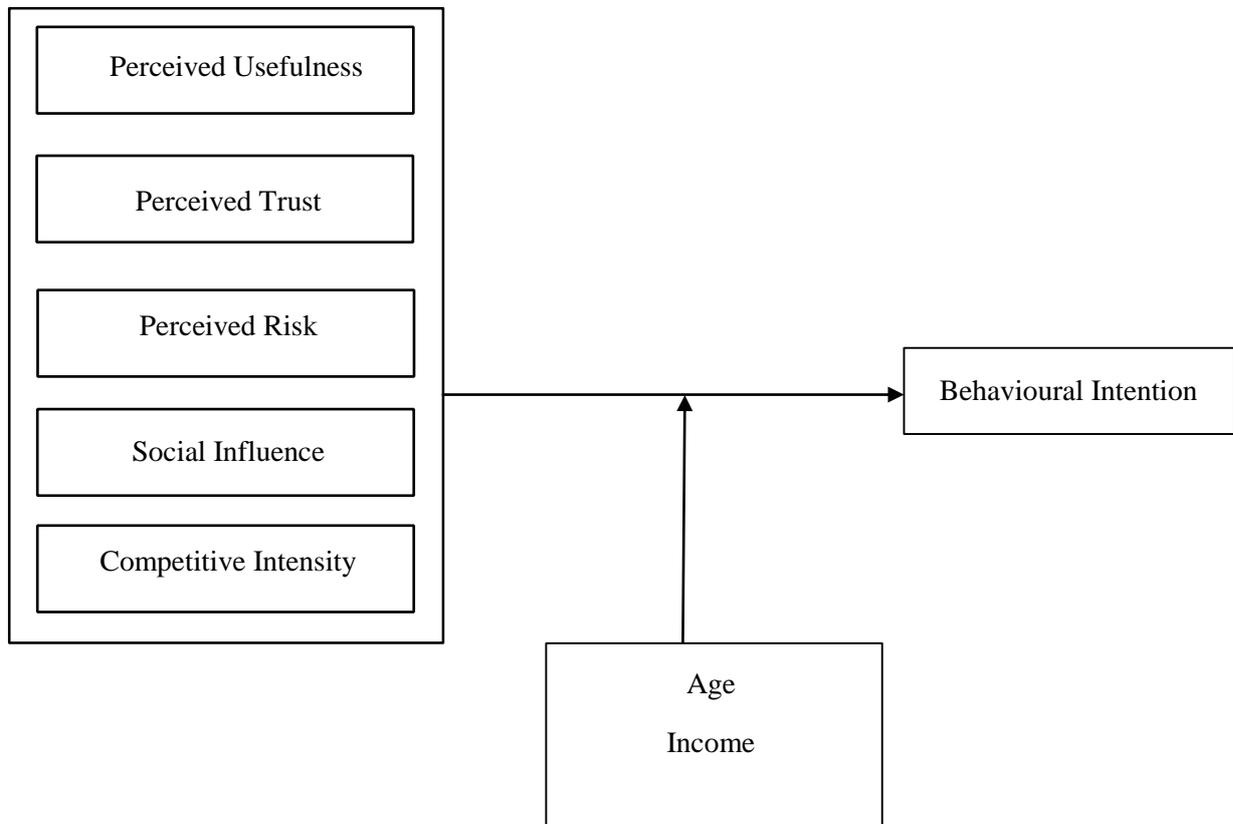 Perceived Usefulness
Perceived Trust
Perceived Risk
Social Influence
Competitive Intensity
Behavioural Intention
Age
Income